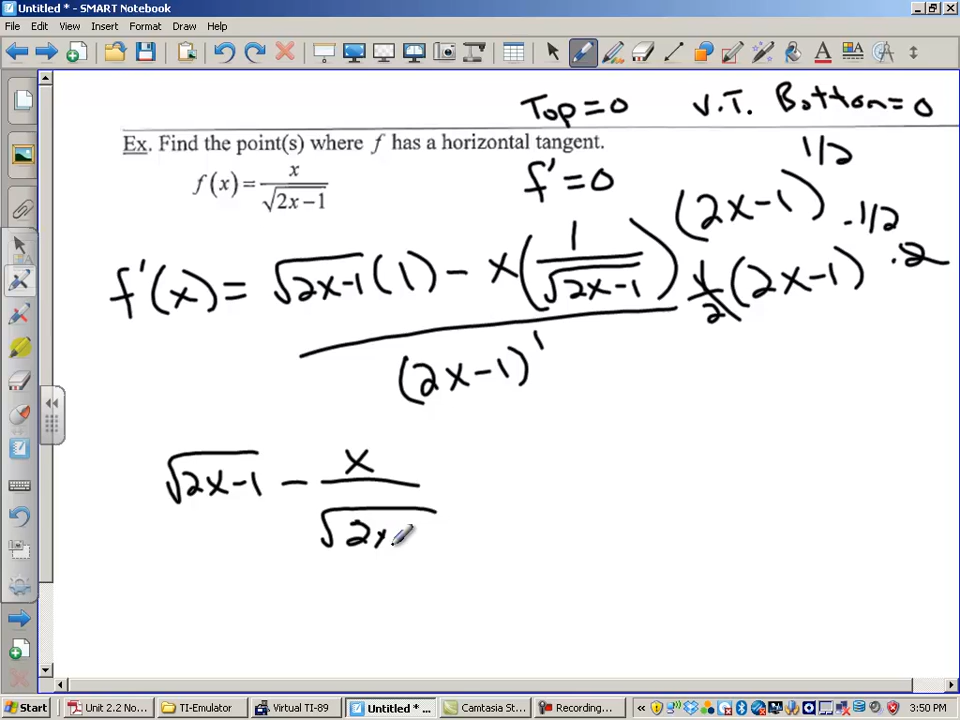 Untitled * - SMART Notebook
File Edit View Insert Format Draw Help
Top=0 V.T. Bottom=0
Ex. Find the point(s) where f has a horizontal tangent.
f(x)=x/√(2x−1)
f'=0
(2x-1)^1/2
f'(x)= (√(2x-1)(1) - x(1/√(2x-1)))/(2x-1)^1
1/2(2x-1)^-1/2 ·2
√(2x-1) - x/√(2x
Start Unit 2.2 No... TI-Emulator Virtual TI-89 Untitled * ... Camtasia St... Recording... « 3:50 PM